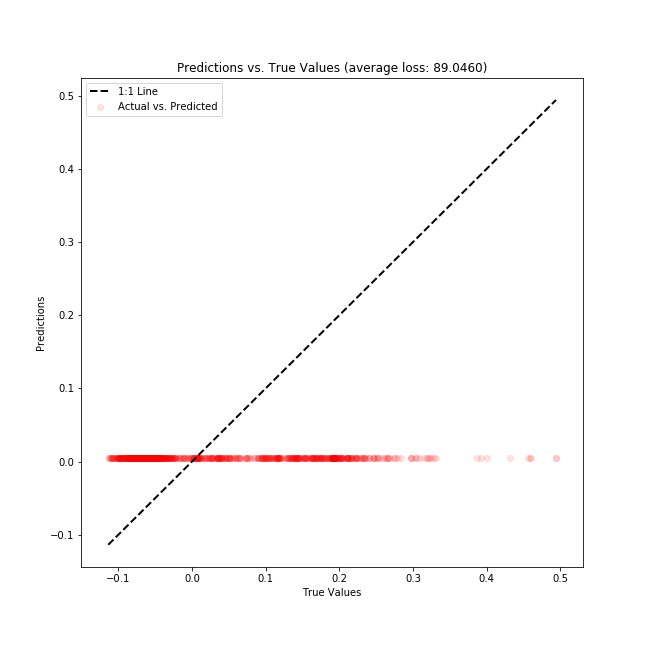 Predictions vs. True Values (average loss: 89.0460)
1:1 Line
Actual vs. Predicted
0.5
0.4
0.3
0.2
0.1
0.0
−0.1
Predictions
−0.1 0.0 0.1 0.2 0.3 0.4 0.5
True Values